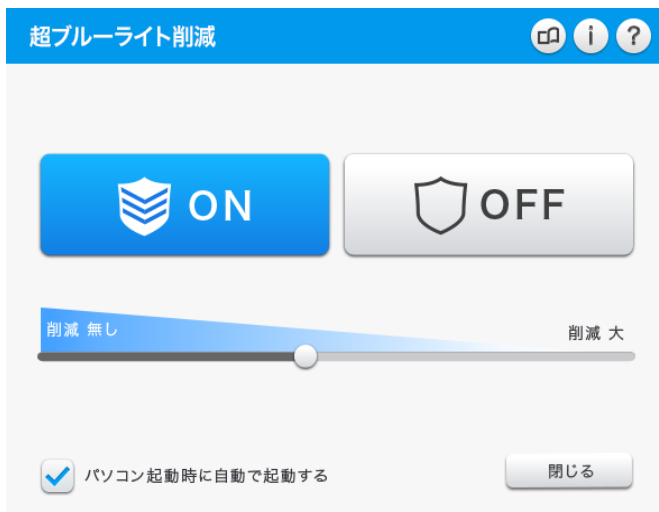 超ブルーライト削減
i ?
ON
OFF
削減 無し
削減 大
パソコン起動時に自動で起動する
閉じる